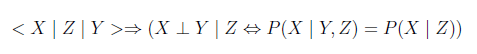 < X | Z | Y >⇒ (X ⊥ Y | Z ⇔ P(X | Y, Z) = P(X | Z))